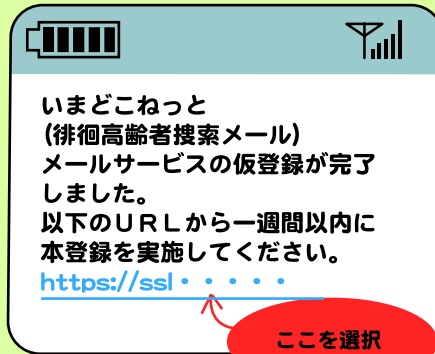 いまどこねっと
(徘徊高齢者捜索メール)
メールサービスの仮登録が完了
しました。
以下のＵＲＬから一週間以内に
本登録を実施してください。
https://ssl・・・・・
ここを選択